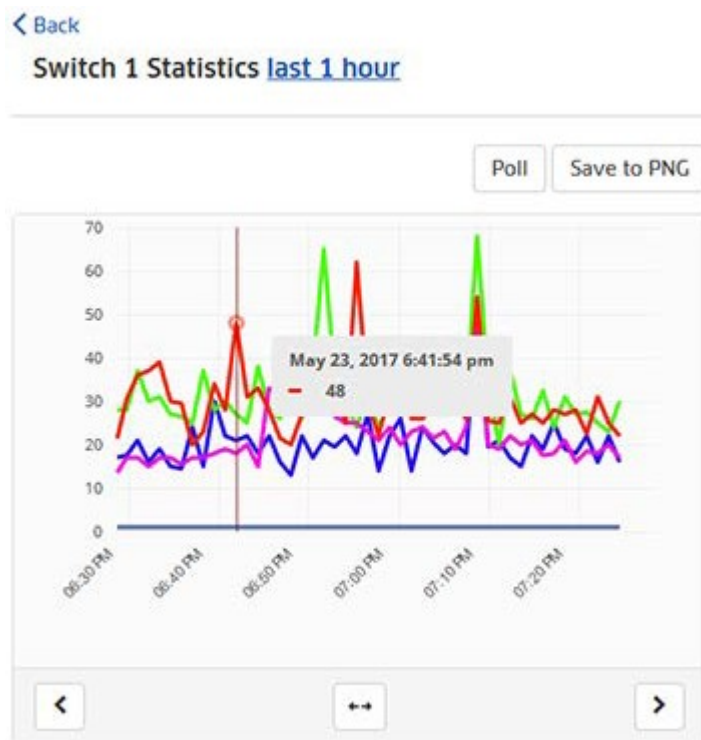 Back
Switch 1 Statistics last 1 hour
Poll Save to PNG
70
60
50
40
30
20
10
0
May 23, 2017 6:41:54 pm
48
06:30 PM 06:40 PM 06:50 PM 07:00 PM 07:10 PM 07:20 PM